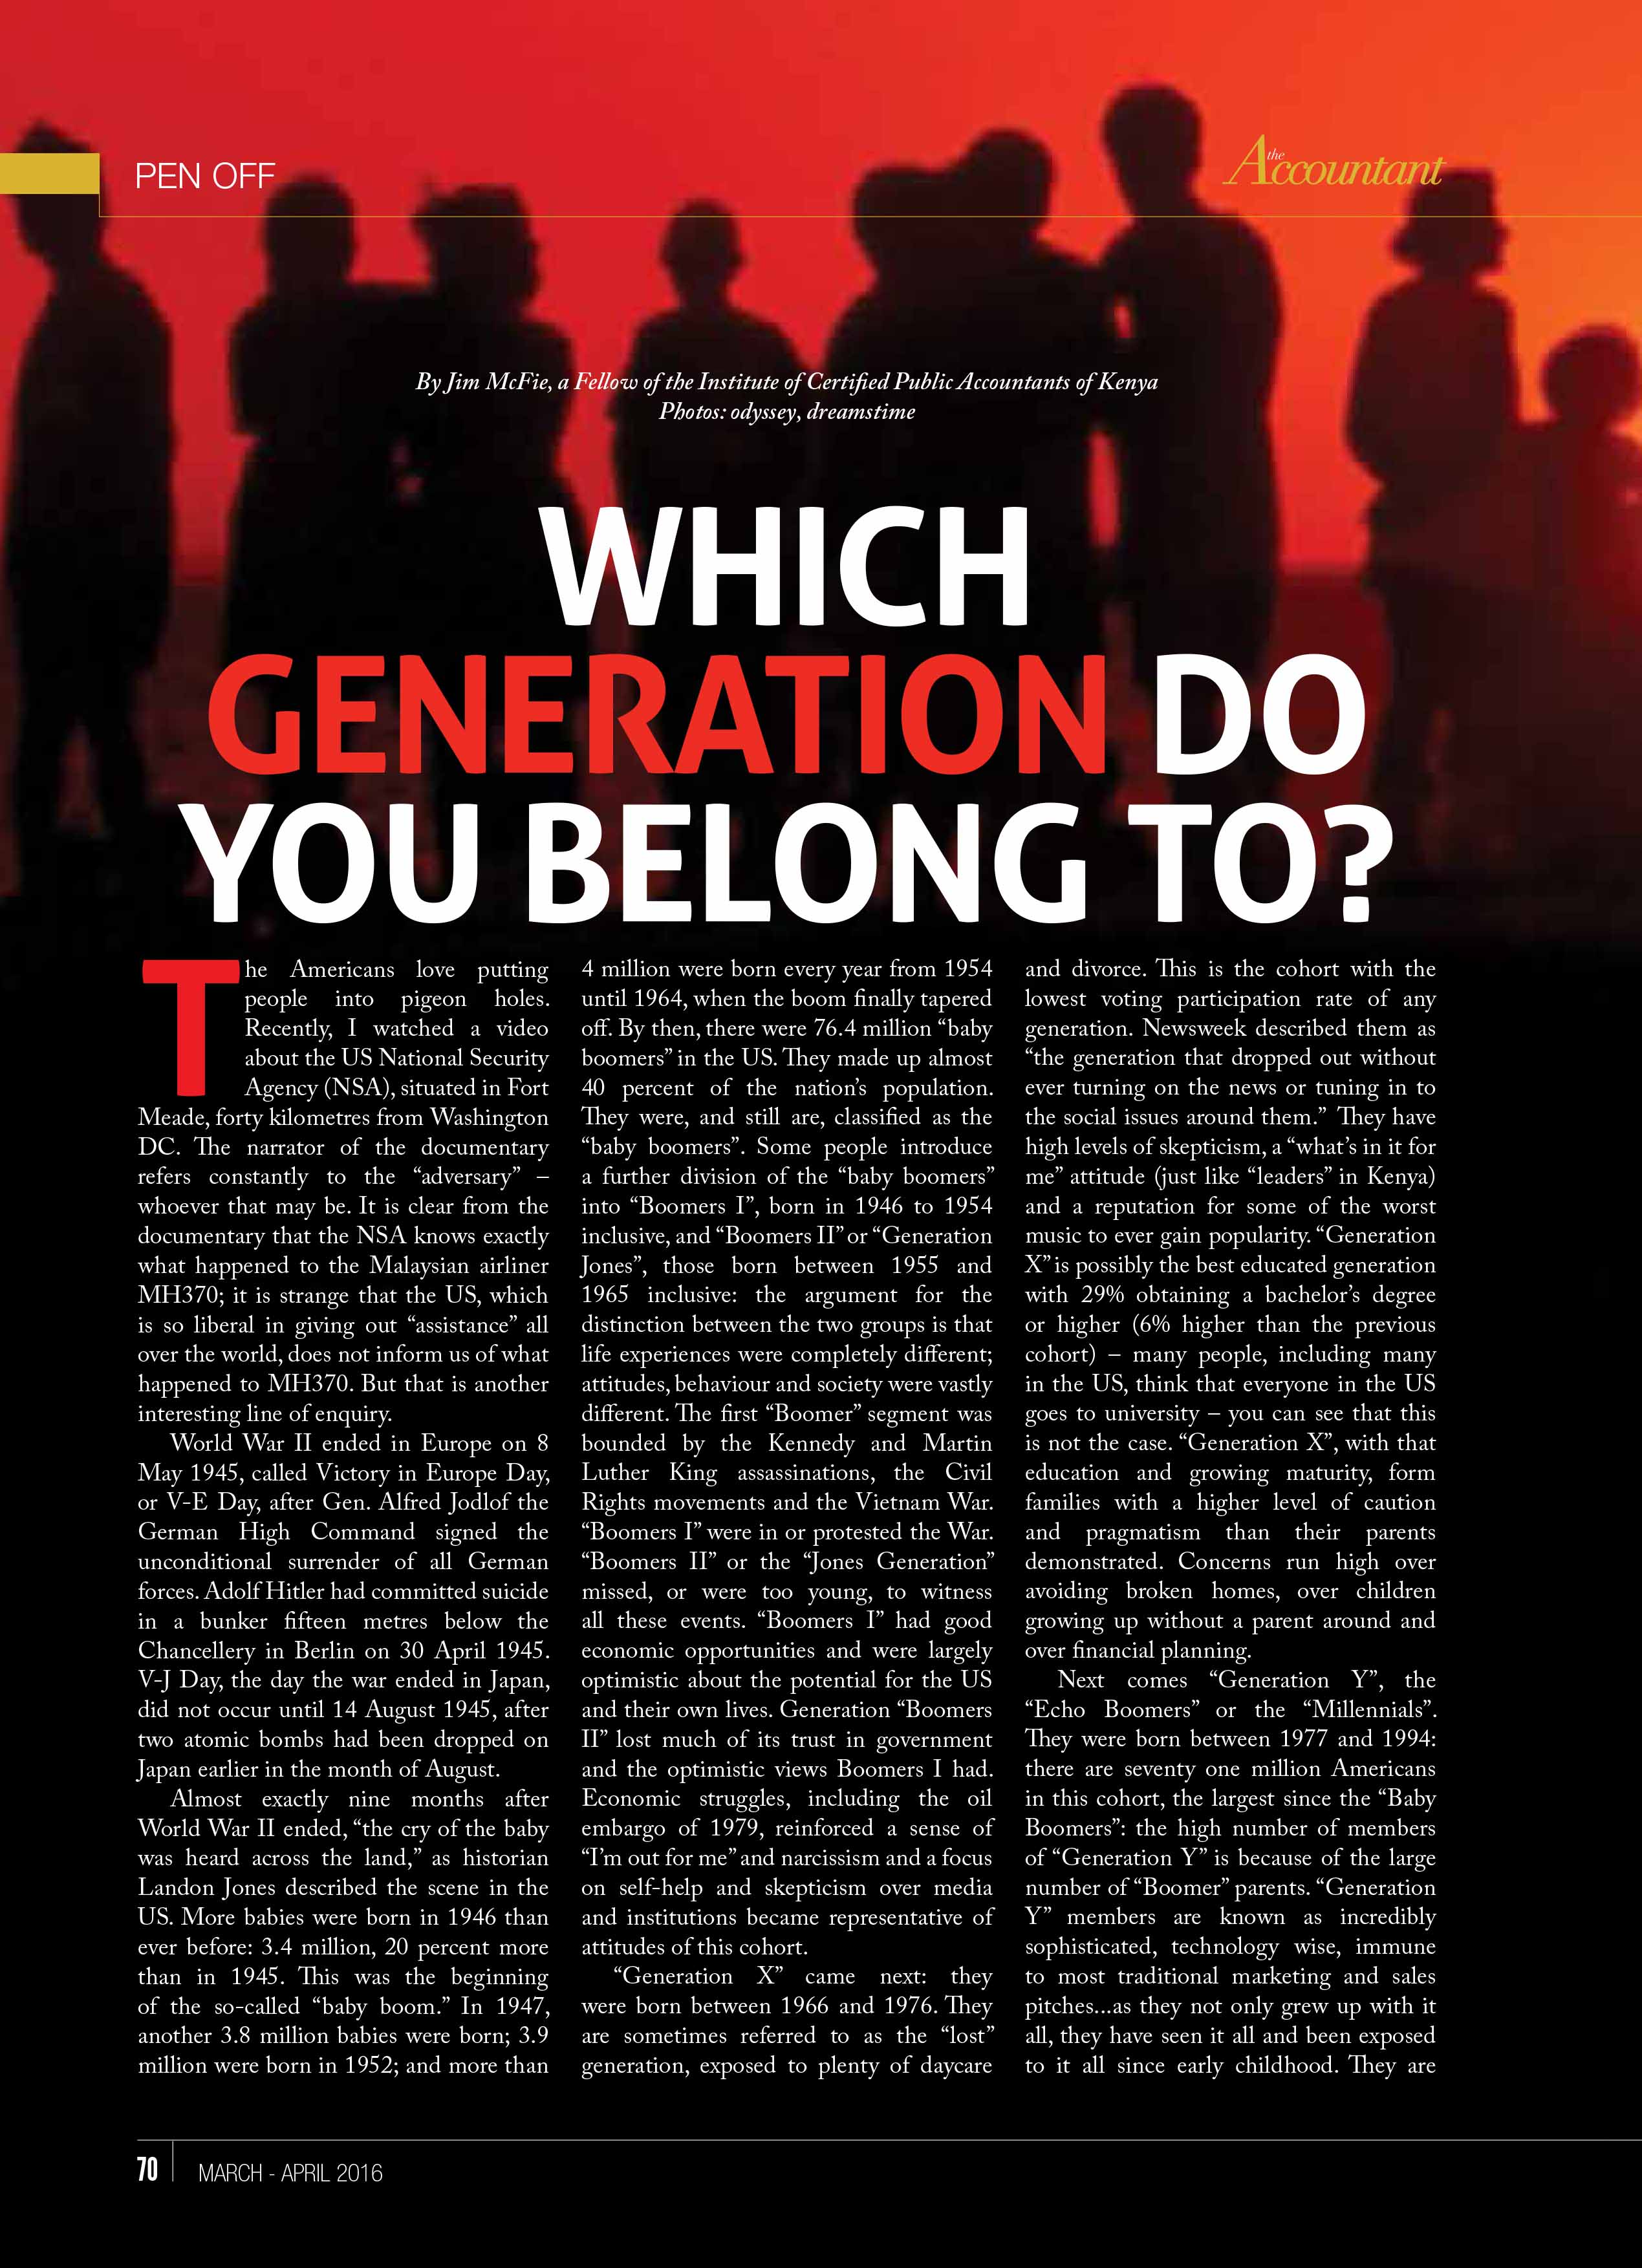 PEN OFF
the
Accountant
By Jim McFie, a Fellow of the Institute of Certified Public Accountants of Kenya
Photos: odyssey, dreamstime
WHICH
GENERATION DO
YOU BELONG TO?
The Americans love putting
people into pigeon holes.
Recently, I watched a video
about the US National Security
Agency (NSA), situated in Fort
Meade, forty kilometres from Washington
DC. The narrator of the documentary
refers constantly to the “adversary” –
whoever that may be. It is clear from the
documentary that the NSA knows exactly
what happened to the Malaysian airliner
MH370; it is strange that the US, which
is so liberal in giving out “assistance” all
over the world, does not inform us of what
happened to MH370. But that is another
interesting line of enquiry.
World War II ended in Europe on 8
May 1945, called Victory in Europe Day,
or V-E Day, after Gen. Alfred Jodlof the
German High Command signed the
unconditional surrender of all German
forces. Adolf Hitler had committed suicide
in a bunker fifteen metres below the
Chancellery in Berlin on 30 April 1945.
V-J Day, the day the war ended in Japan,
did not occur until 14 August 1945, after
two atomic bombs had been dropped on
Japan earlier in the month of August.
Almost exactly nine months after
World War II ended, “the cry of the baby
was heard across the land,” as historian
Landon Jones described the scene in the
US. More babies were born in 1946 than
ever before: 3.4 million, 20 percent more
than in 1945. This was the beginning
of the so-called “baby boom.” In 1947,
another 3.8 million babies were born; 3.9
million were born in 1952; and more than
4 million were born every year from 1954
until 1964, when the boom finally tapered
off. By then, there were 76.4 million “baby
boomers” in the US. They made up almost
40 percent of the nation’s population.
They were, and still are, classified as the
“baby boomers”. Some people introduce
a further division of the “baby boomers”
into “Boomers I”, born in 1946 to 1954
inclusive, and “Boomers II” or “Generation
Jones”, those born between 1955 and
1965 inclusive: the argument for the
distinction between the two groups is that
life experiences were completely different;
attitudes, behaviour and society were vastly
different. The first “Boomer” segment was
bounded by the Kennedy and Martin
Luther King assassinations, the Civil
Rights movements and the Vietnam War.
“Boomers I” were in or protested the War.
“Boomers II” or the “Jones Generation”
missed, or were too young, to witness
all these events. “Boomers I” had good
economic opportunities and were largely
optimistic about the potential for the US
and their own lives. Generation “Boomers
II” lost much of its trust in government
and the optimistic views Boomers I had.
Economic struggles, including the oil
embargo of 1979, reinforced a sense of
“I’m out for me” and narcissism and a focus
on self-help and skepticism over media
and institutions became representative of
attitudes of this cohort.
“Generation X” came next: they
were born between 1966 and 1976. They
are sometimes referred to as the “lost”
generation, exposed to plenty of daycare
and divorce. This is the cohort with the
lowest voting participation rate of any
generation. Newsweek described them as
“the generation that dropped out without
ever turning on the news or tuning in to
the social issues around them.” They have
high levels of skepticism, a “what’s in it for
me” attitude (just like “leaders” in Kenya)
and a reputation for some of the worst
music to ever gain popularity. “Generation
X” is possibly the best educated generation
with 29% obtaining a bachelor’s degree
or higher (6% higher than the previous
cohort) – many people, including many
in the US, think that everyone in the US
goes to university – you can see that this
is not the case. “Generation X”, with that
education and growing maturity, form
families with a higher level of caution
and pragmatism than their parents
demonstrated. Concerns run high over
avoiding broken homes, over children
growing up without a parent around and
over financial planning.
Next comes “Generation Y”, the
“Echo Boomers” or the “Millennials”.
They were born between 1977 and 1994:
there are seventy one million Americans
in this cohort, the largest since the “Baby
Boomers”: the high number of members
of “Generation Y” is because of the large
number of “Boomer” parents. “Generation
Y” members are known as incredibly
sophisticated, technology wise, immune
to most traditional marketing and sales
pitches...as they not only grew up with it
all, they have seen it all and been exposed
to it all since early childhood. They are
70
MARCH - APRIL 2016